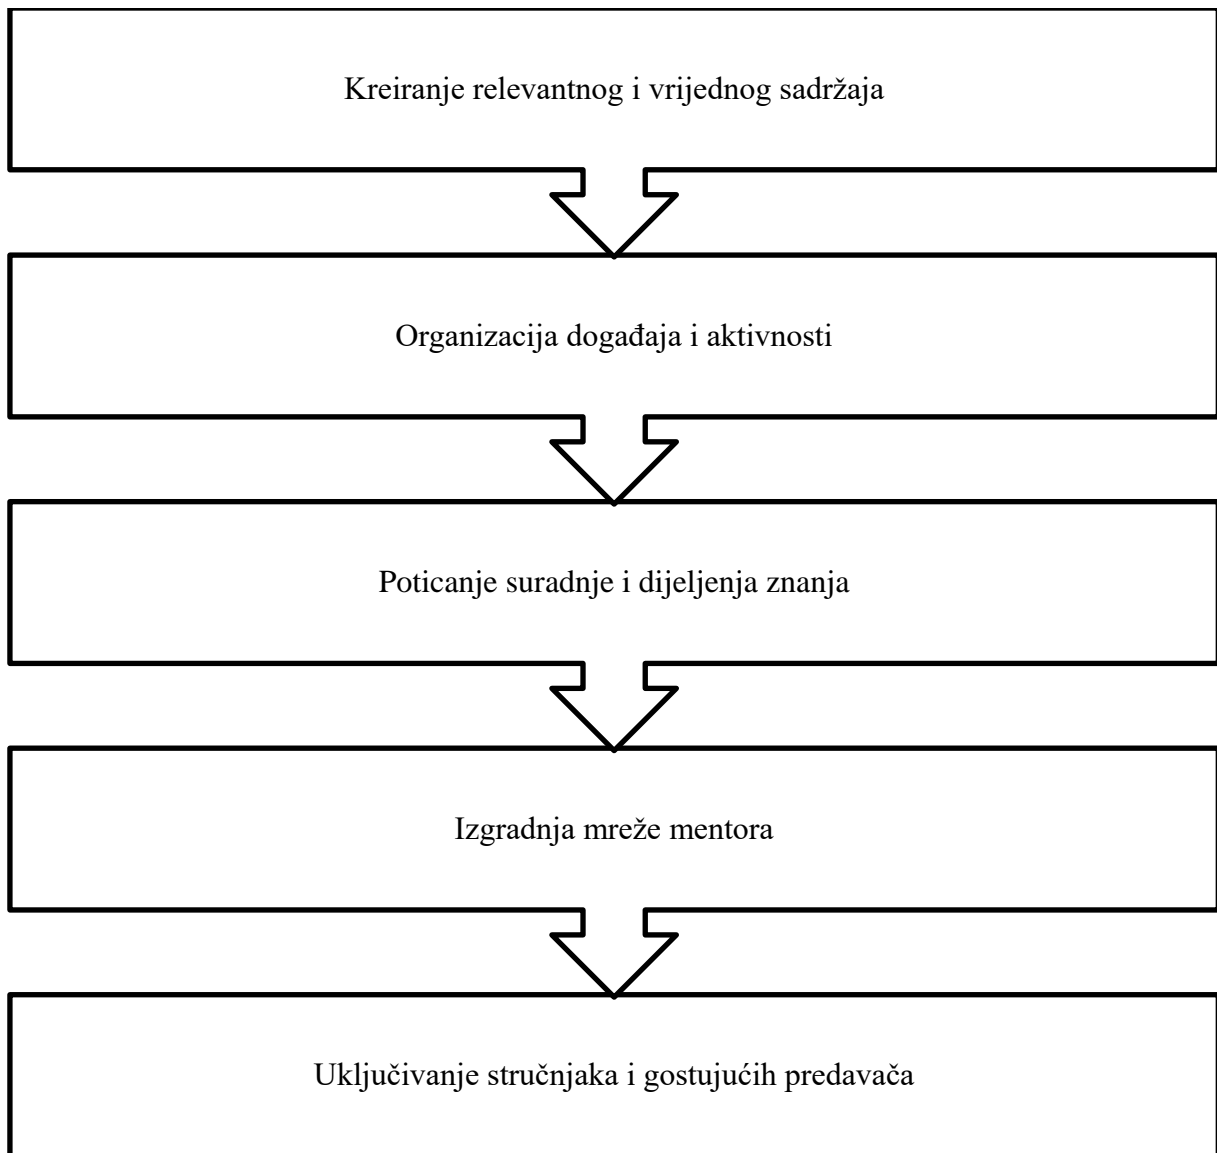 Kreiranje relevantnog i vrijednog sadržaja
Organizacija događaja i aktivnosti
Poticanje suradnje i dijeljenja znanja
Izgradnja mreže mentora
Uključivanje stručnjaka i gostujućih predavača